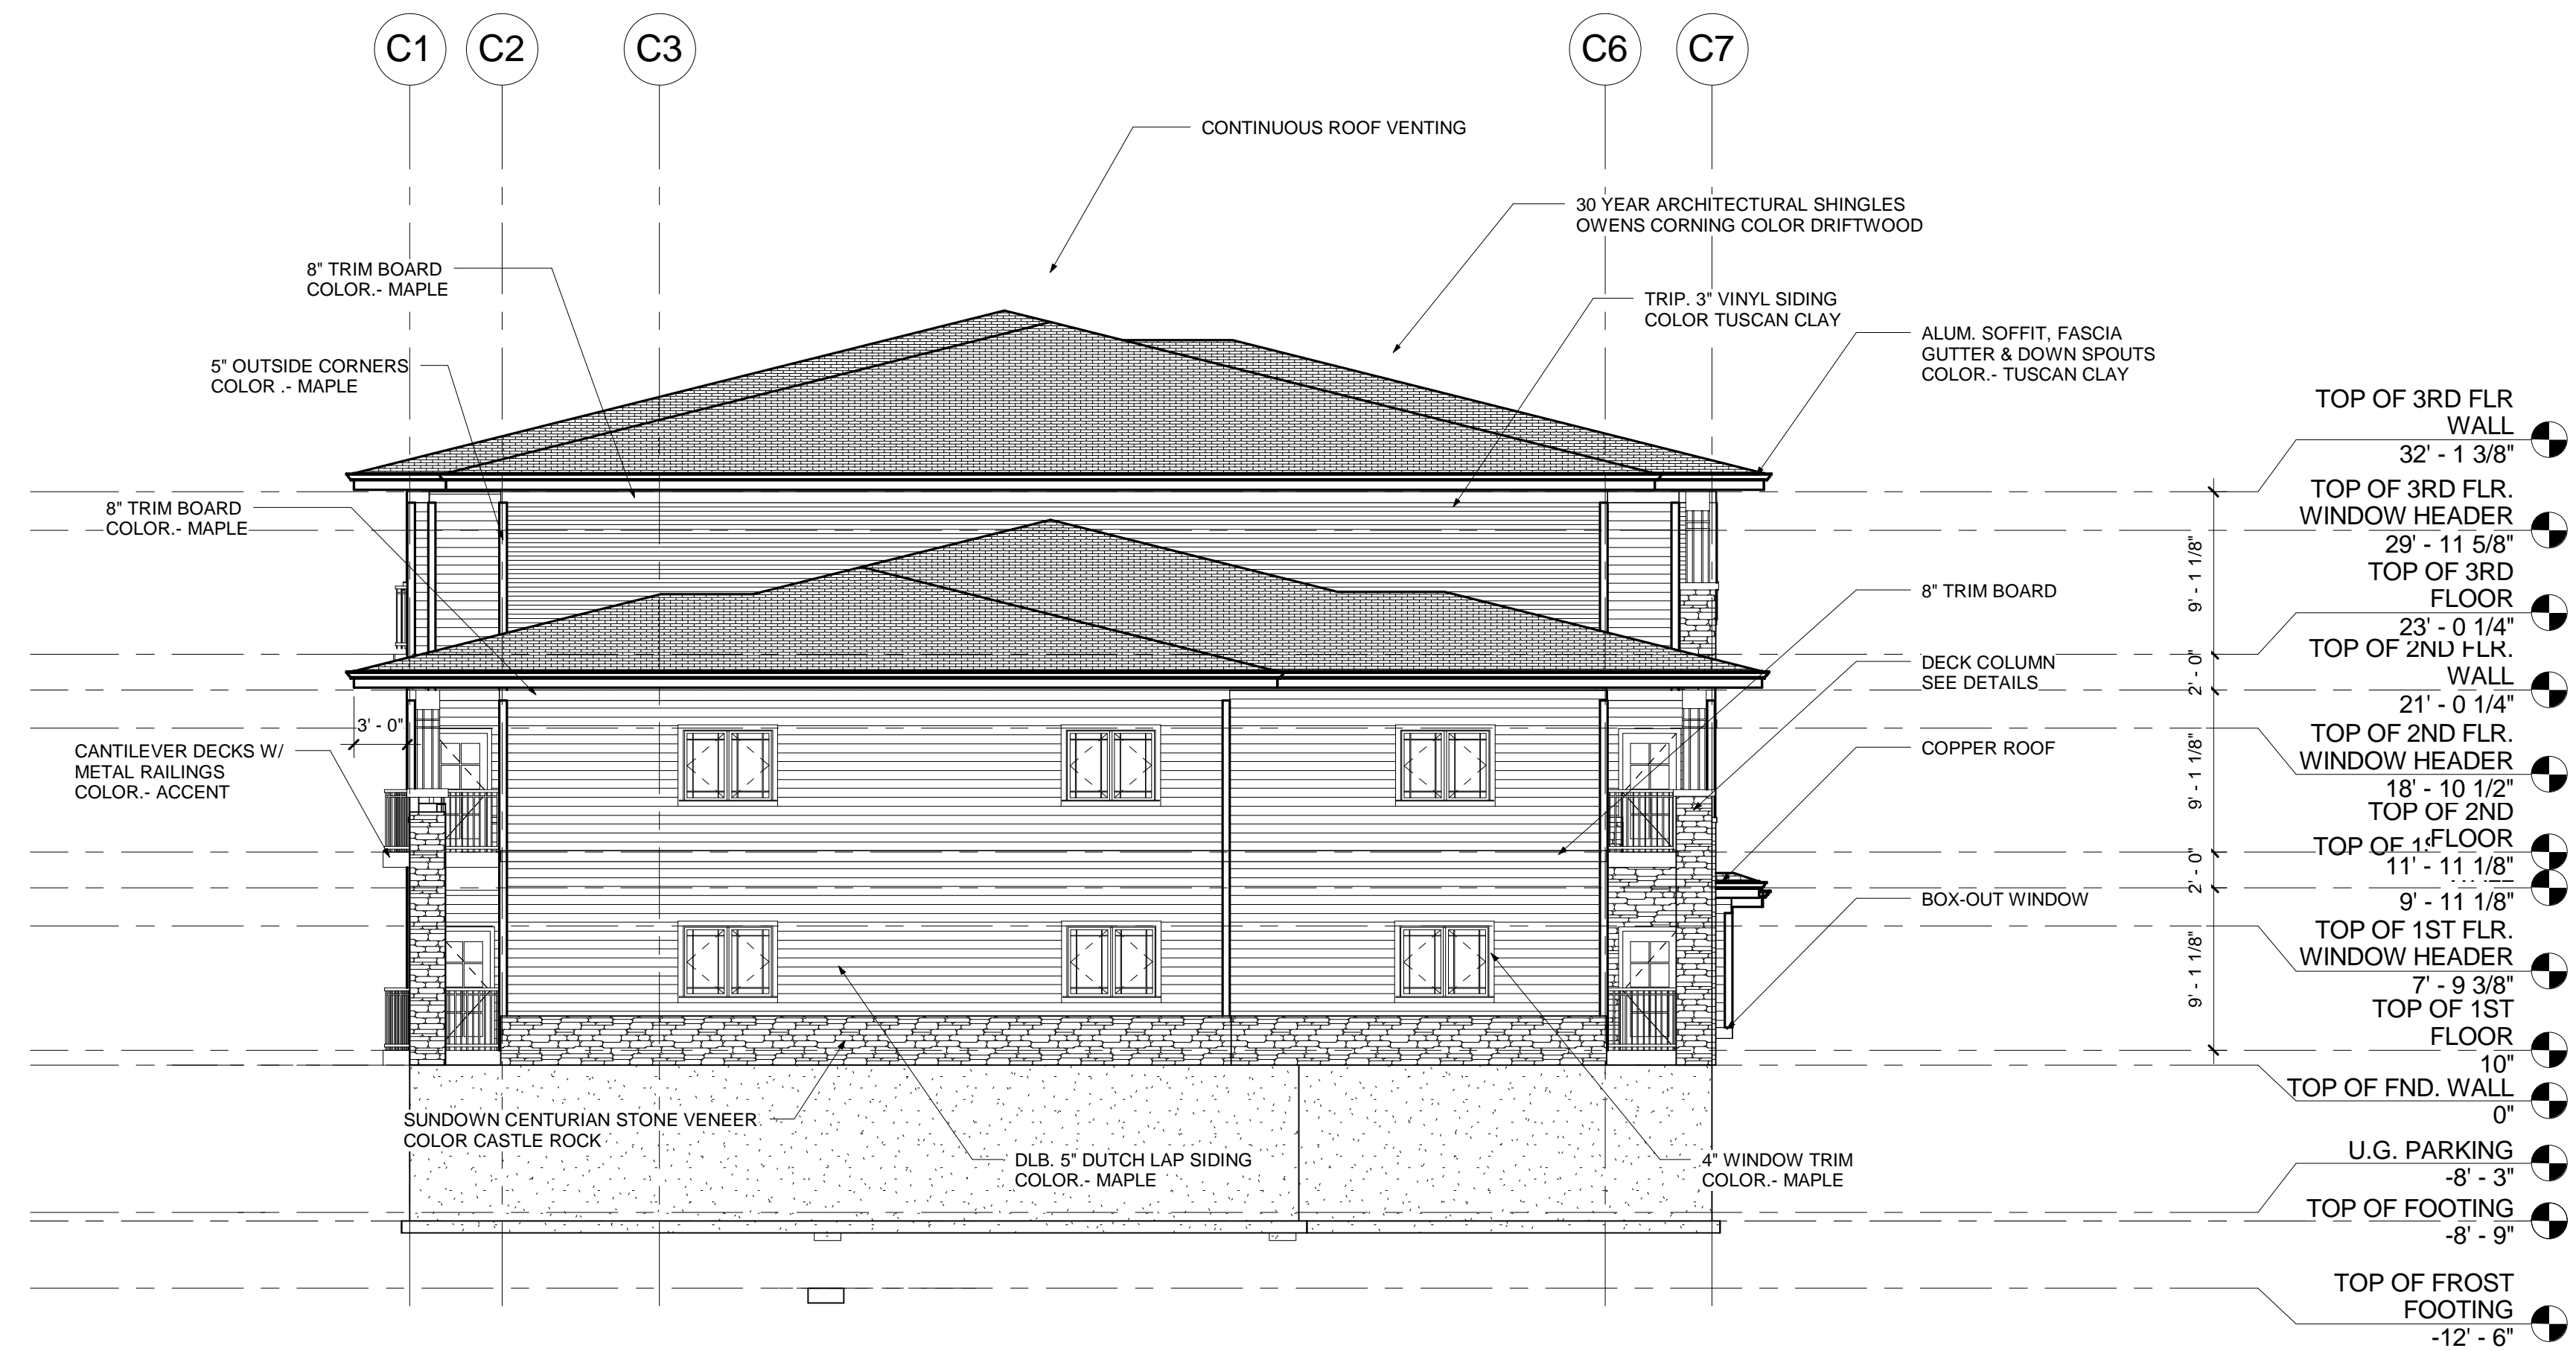 C1
C2
C3
C6
C7
CONTINUOUS ROOF VENTING
30 YEAR ARCHITECTURAL SHINGLES
OWENS CORNING COLOR DRIFTWOOD
8" TRIM BOARD
COLOR.- MAPLE
TRIP. 3" VINYL SIDING
COLOR TUSCAN CLAY
ALUM. SOFFIT, FASCIA
GUTTER & DOWN SPOUTS
COLOR.- TUSCAN CLAY
5" OUTSIDE CORNERS
COLOR .- MAPLE
8" TRIM BOARD
COLOR.- MAPLE
8" TRIM BOARD
DECK COLUMN
SEE DETAILS
3' - 0"
CANTILEVER DECKS W/
METAL RAILINGS
COLOR.- ACCENT
COPPER ROOF
BOX-OUT WINDOW
SUNDOWN CENTURIAN STONE VENEER
COLOR CASTLE ROCK
DLB. 5" DUTCH LAP SIDING
COLOR.- MAPLE
4" WINDOW TRIM
COLOR.- MAPLE
9' - 1 1/8"
2' - 0"
9' - 1 1/8"
2' - 0"
9' - 1 1/8"
TOP OF 3RD FLR
WALL
32' - 1 3/8"
TOP OF 3RD FLR.
WINDOW HEADER
29' - 11 5/8"
TOP OF 3RD
FLOOR
23' - 0 1/4"
TOP OF 2ND FLR.
WALL
21' - 0 1/4"
TOP OF 2ND FLR.
WINDOW HEADER
18' - 10 1/2"
TOP OF 2ND
FLOOR
TOP OF
11' - 11 1/8"
9' - 11 1/8"
TOP OF 1ST FLR.
WINDOW HEADER
7' - 9 3/8"
TOP OF 1ST
FLOOR
10"
TOP OF FND. WALL
0"
U.G. PARKING
-8' - 3"
TOP OF FOOTING
-8' - 9"
TOP OF FROST
FOOTING
-12' - 6"